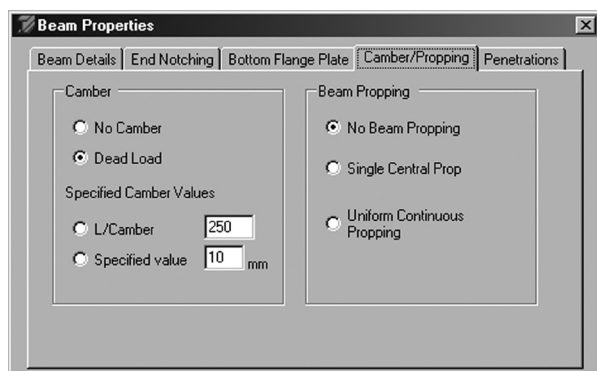 Beam Properties
Beam Details End Notching Bottom Flange Plate Camber/Propping Penetrations
Camber
No Camber
Dead Load
Specified Camber Values
L/Camber 250
Specified value 10 mm
Beam Propping
No Beam Propping
Single Central Prop
Uniform Continuous
Propping